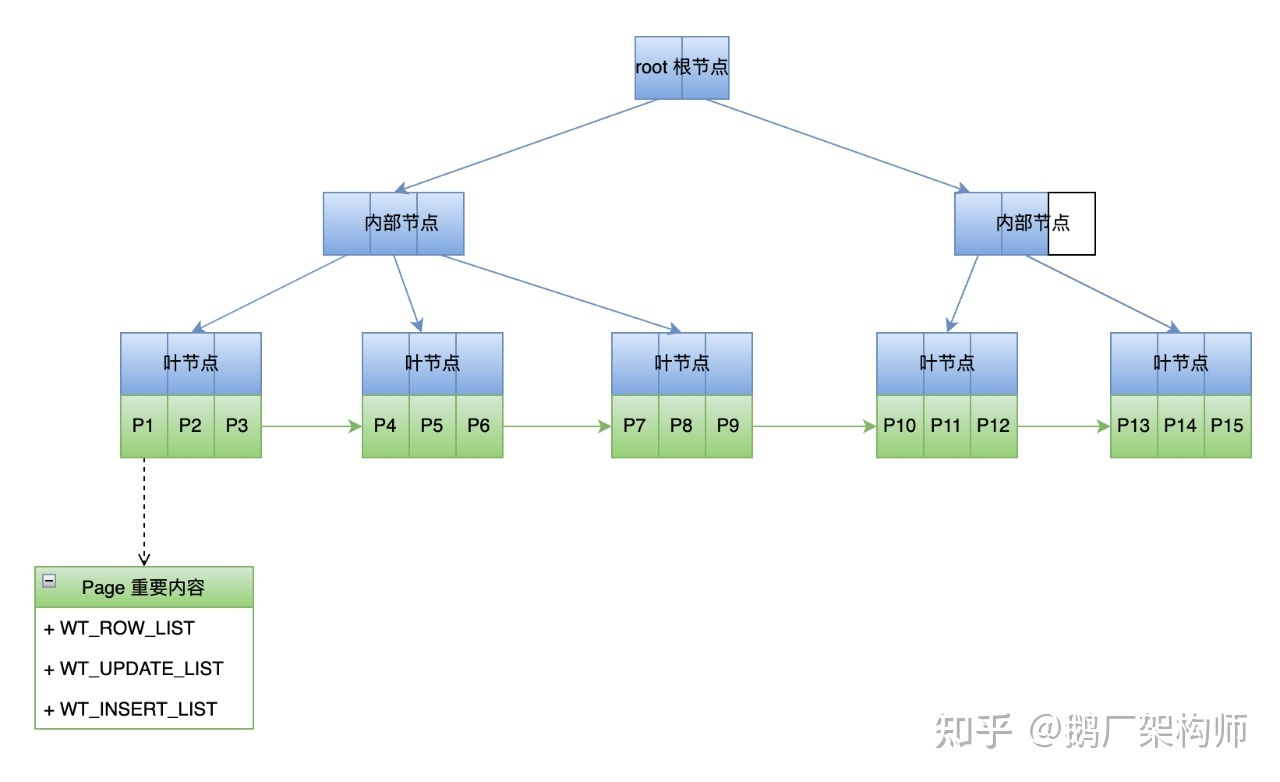 root 根节点
内部节点
内部节点
叶节点
叶节点
叶节点
叶节点
叶节点
P1 P2 P3
P4 P5 P6
P7 P8 P9
P10 P11 P12
P13 P14 P15
Page 重要内容
+ WT_ROW_LIST
+ WT_UPDATE_LIST
+ WT_INSERT_LIST
知乎 @鹅厂架构师